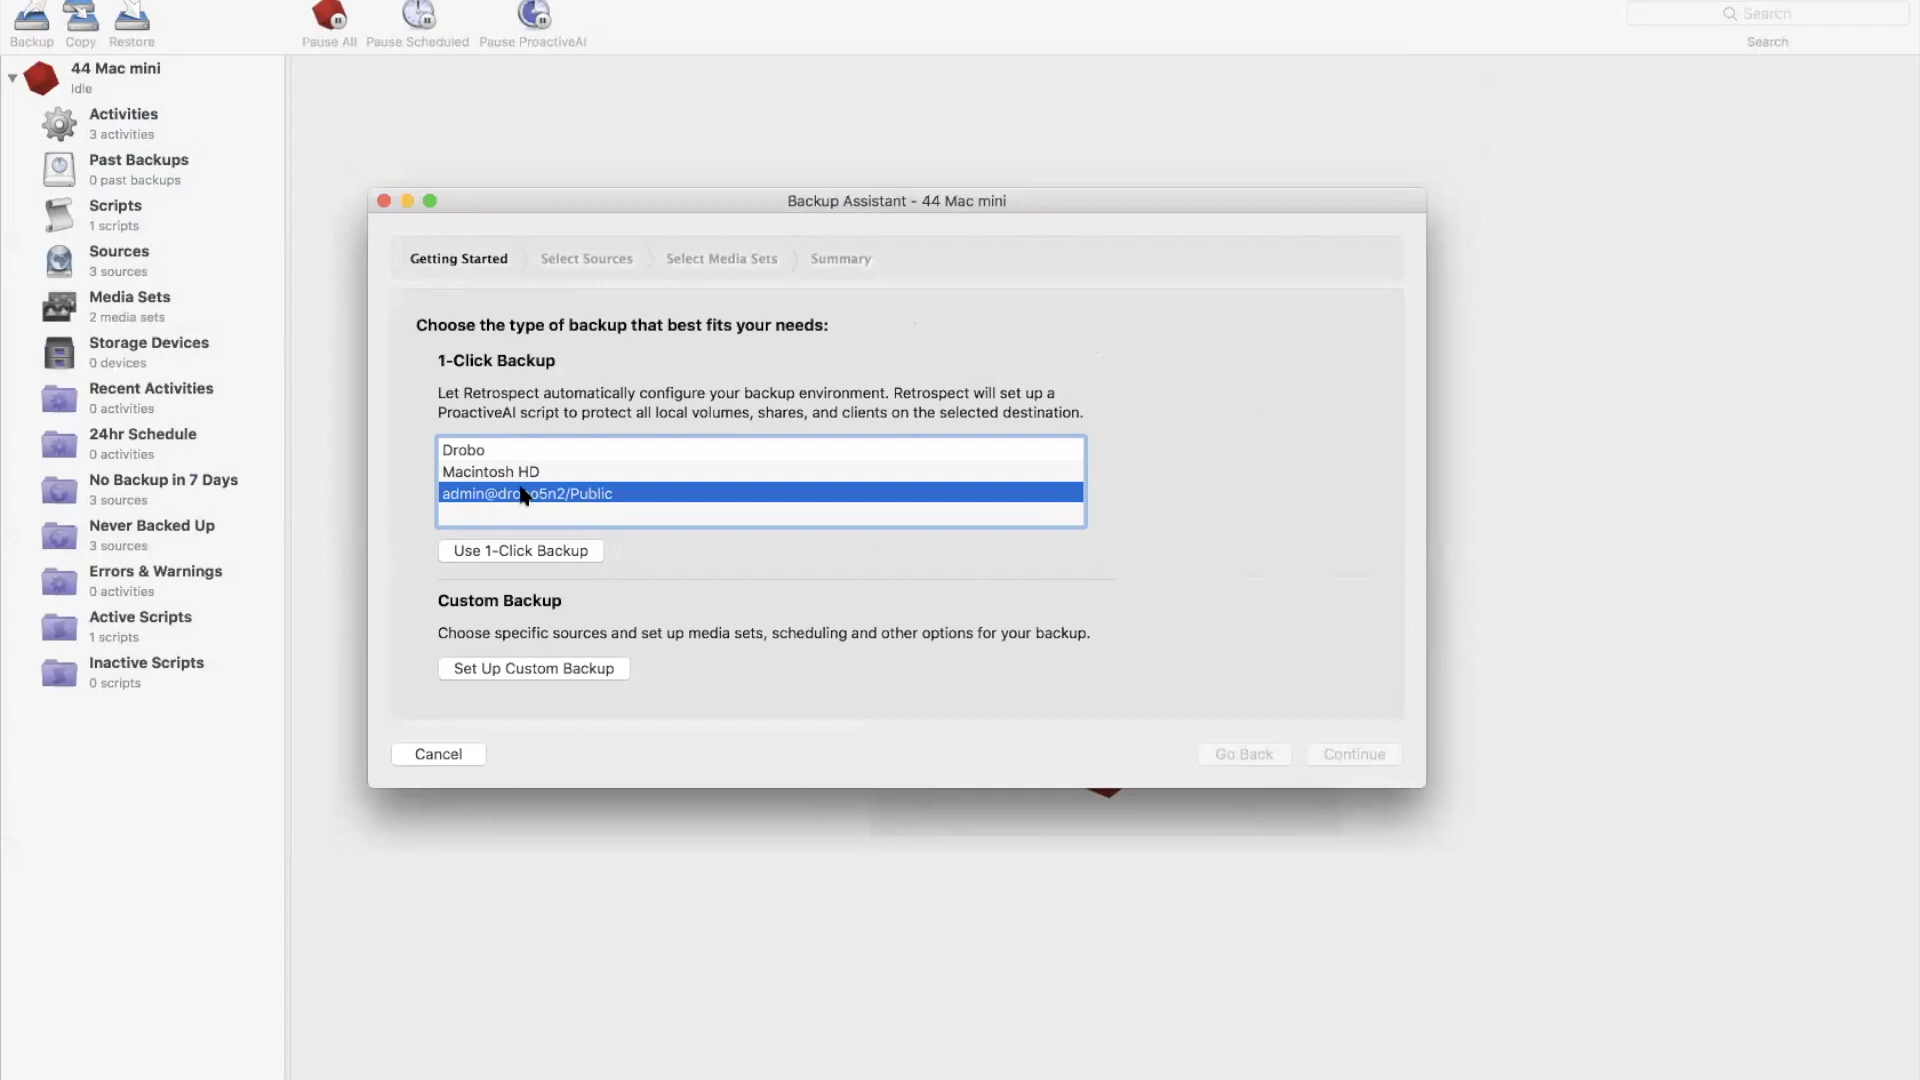 Backup
Copy
Restore
Pause All
Pause Scheduled
Pause ProactiveAI
Search
Search
44 Mac mini
Idle
Activities
3 activities
Past Backups
0 past backups
Scripts
1 scripts
Sources
3 sources
Media Sets
2 media sets
Storage Devices
0 devices
Recent Activities
0 activities
24hr Schedule
0 activities
No Backup in 7 Days
3 sources
Never Backed Up
3 sources
Errors & Warnings
0 activities
Active Scripts
1 scripts
Inactive Scripts
0 scripts
Backup Assistant - 44 Mac mini
Getting Started
Select Sources
Select Media Sets
Summary
Choose the type of backup that best fits your needs:
1-Click Backup
Let Retrospect automatically configure your backup environment. Retrospect will set up a
ProactiveAI script to protect all local volumes, shares, and clients on the selected destination.
Drobo
Macintosh HD
admin@drobo5n2/Public
Use 1-Click Backup
Custom Backup
Choose specific sources and set up media sets, scheduling and other options for your backup.
Set Up Custom Backup
Cancel
Go Back
Continue